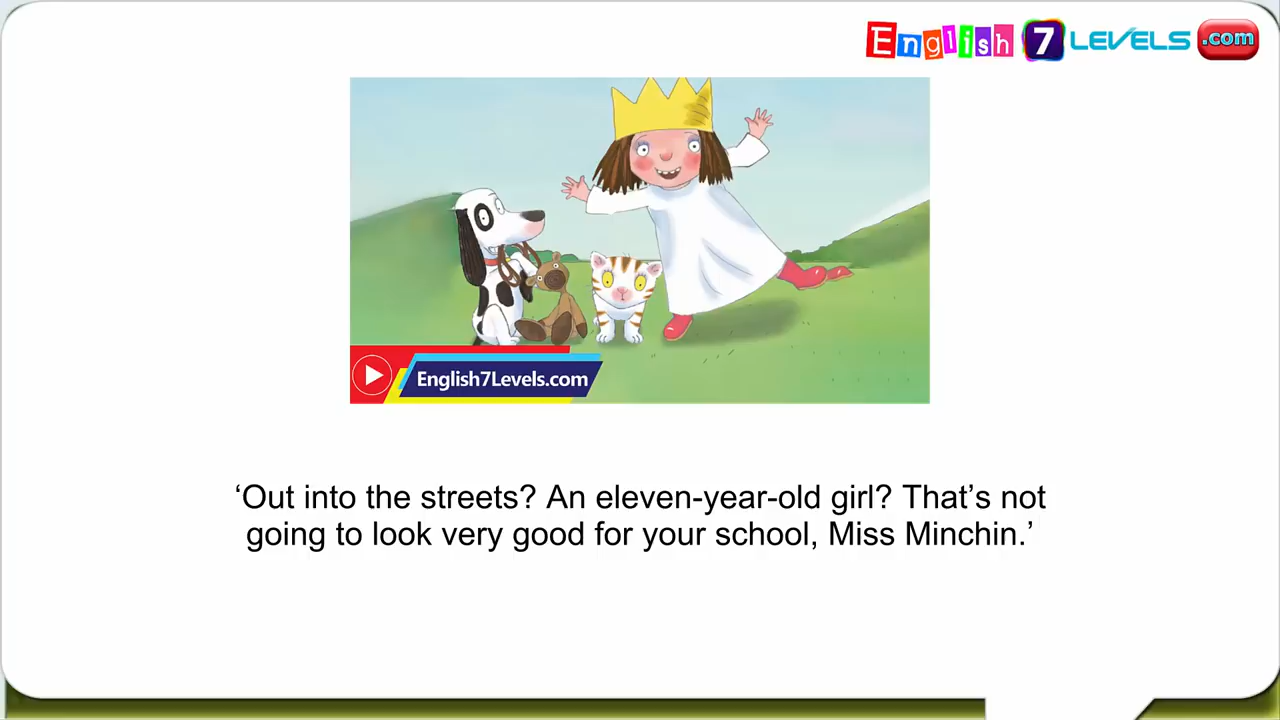 English 7 LEVELS .com
English7Levels.com
‘Out into the streets? An eleven-year-old girl? That’s not
going to look very good for your school, Miss Minchin.’